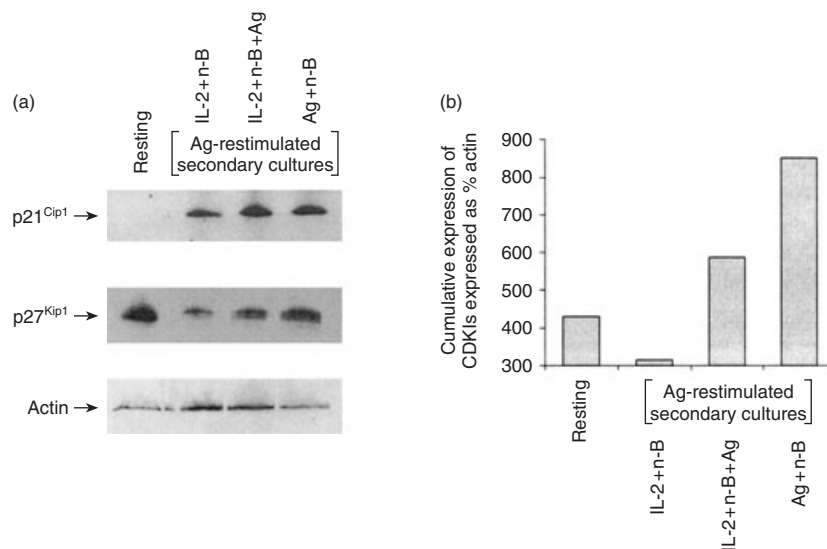 (a)
Resting
IL-2+n-B
IL-2+n-B+Ag
Ag+n-B
Ag-restimulated
secondary cultures
p21Cip1
p27Kip1
Actin
(b)
Cumulative expression of
CDKIs expressed as % actin
900
800
700
600
500
400
300
Resting
Ag-restimulated
secondary cultures
IL-2+n-B
IL-2+n-B+Ag
Ag+n-B